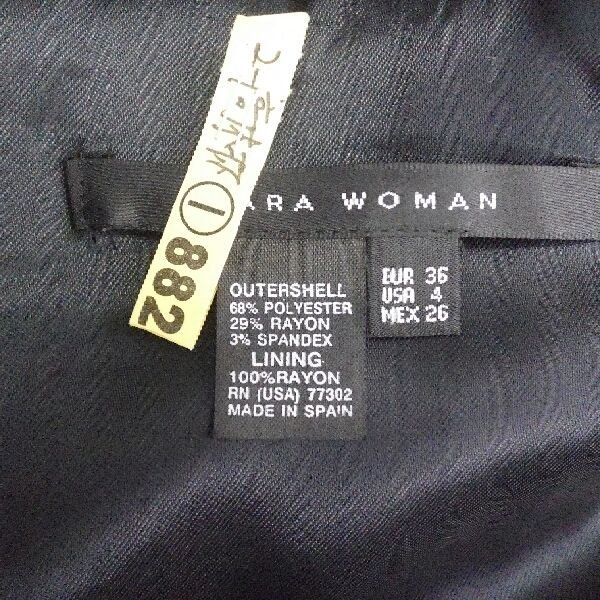 ARA WOMAN
① 882
OUTERSHELL
68% POLYESTER
29% RAYON
3% SPANDEX
LINING
100%RAYON
RN (USA) 77302
MADE IN SPAIN
EUR 36
USA 4
MEX 26